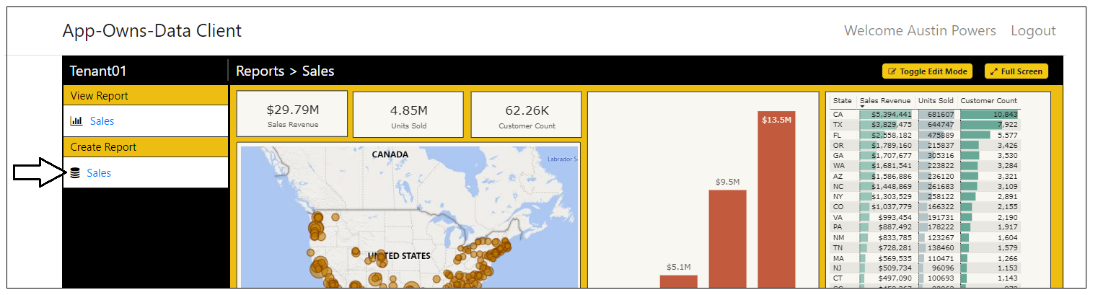 App-Owns-Data Client
Welcome Austin Powers Logout
Tenant01
Reports > Sales
Toggle Edit Mode
Full Screen
View Report
Sales
Create Report
Sales
$29.79M
Sales Revenue
4.85M
Units Sold
62.26K
Customer Count
CANADA
Labrador S
UNITED STATES
$5.1M
$9.5M
$13.5M
State Sales Revenue Units Sold Customer Count
CA $5,394,441 681607 10,843
TX $3,829,475 644747 7,922
FL $2,558,182 475889 5,577
OR $1,789,160 215837 3,426
GA $1,707,677 305316 3,530
WA $1,681,541 223822 3,284
AZ $1,586,886 236120 3,321
NC $1,448,869 261683 3,109
NY $1,303,529 258122 2,891
CO $1,037,779 166322 2,155
VA $993,454 191731 2,190
PA $887,492 178222 1,917
NM $833,785 123267 1,604
TN $728,281 138460 1,579
MA $569,535 110471 1,266
NJ $509,734 96096 1,153
CT $497,090 100693 1,143